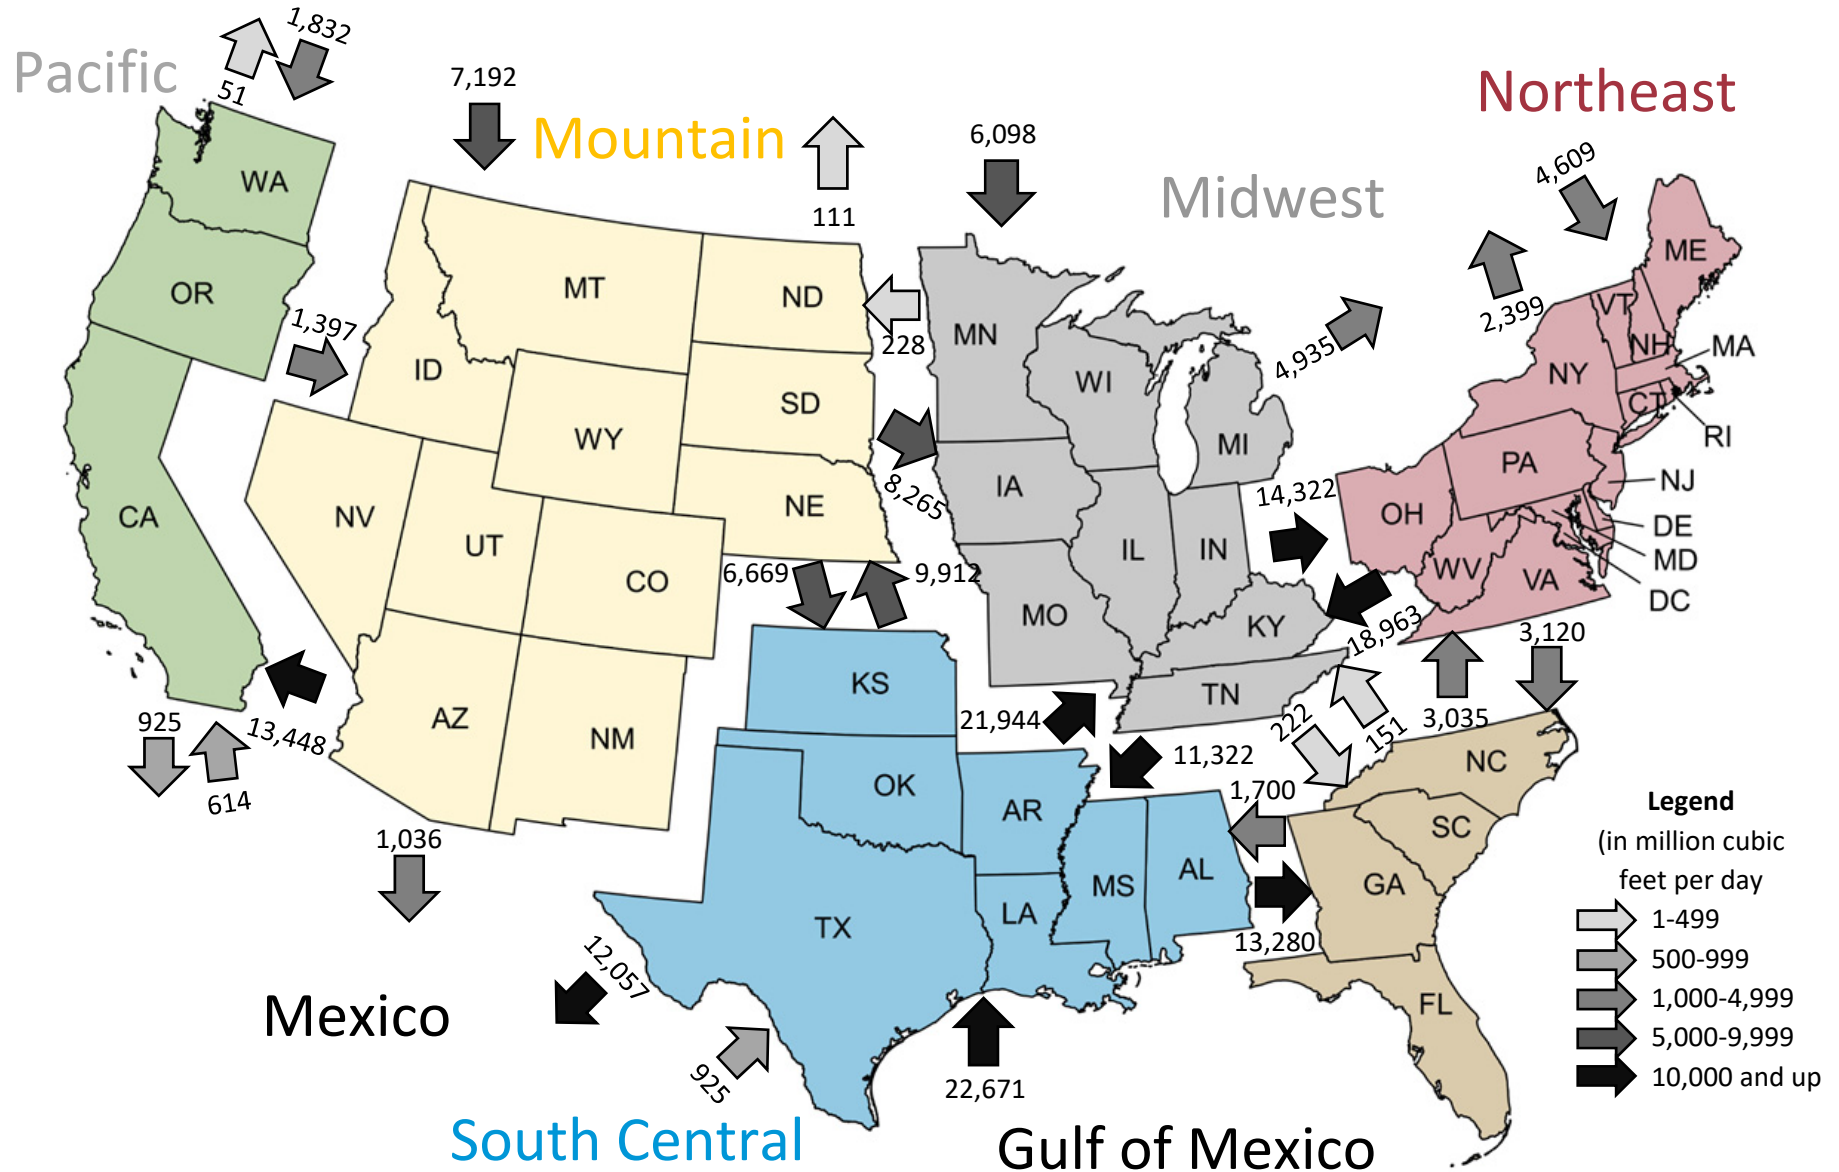 1,832
Pacific
51
7,192
Mountain
111
6,098
Midwest
Northeast
4,609
2,399
4,935
WA
OR
CA
1,397
MT
ND
ID
WY
SD
NE
NV
UT
CO
AZ
NM
228
8,265
MN
WI
MI
IA
IL
IN
MO
KY
TN
ME
VT
NH
MA
NY
CT
RI
PA
NJ
OH
DE
MD
WV
VA
DC
14,322
18,963
6,669
9,912
3,120
3,035
925
614
13,448
1,036
KS
OK
AR
TX
LA
MS
AL
21,944
11,322
222
151
1,700
13,280
NC
SC
GA
FL
12,057
925
22,671
Mexico
South Central
Gulf of Mexico
Legend
(in million cubic
feet per day
1-499
500-999
1,000-4,999
5,000-9,999
10,000 and up